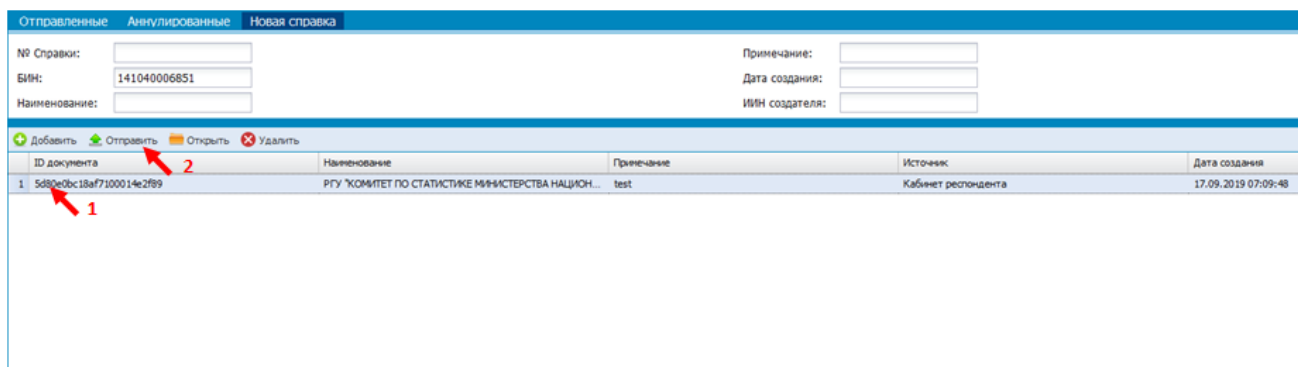 Отправленные Аннулированные Новая справка
№ Справки: Примечание:
БИН: 141040006851 Дата создания:
Наименование: ИИН создателя:
Добавить Отправить Открыть Удалить
2
ID документа Наименование Примечание Источник Дата создания
1 5d80e0bc18af7100014e2f89 РГУ "КОМИТЕТ ПО СТАТИСТИКЕ МИНИСТЕРСТВА НАЦИОН... test Кабинет респондента 17.09.2019 07:09:48
1